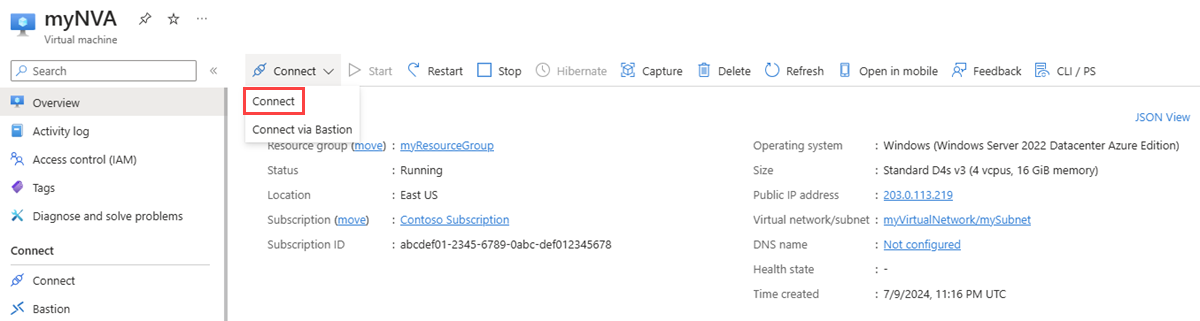 myNVA
Virtual machine
Search
Connect Start Restart Stop Hibernate Capture Delete Refresh Open in mobile Feedback CLI / PS
Overview
Activity log
Access control (IAM)
Tags
Diagnose and solve problems
Connect
Connect
Bastion
Connect
Connect via Bastion
JSON View
Resource group (move) : myResourceGroup
Status : Running
Location : East US
Subscription (move) : Contoso Subscription
Subscription ID : abcdef01-2345-6789-0abc-def012345678
Operating system : Windows (Windows Server 2022 Datacenter Azure Edition)
Size : Standard D4s v3 (4 vcpus, 16 GiB memory)
Public IP address : 203.0.113.219
Virtual network/subnet : myVirtualNetwork/mySubnet
DNS name : Not configured
Health state : -
Time created : 7/9/2024, 11:16 PM UTC